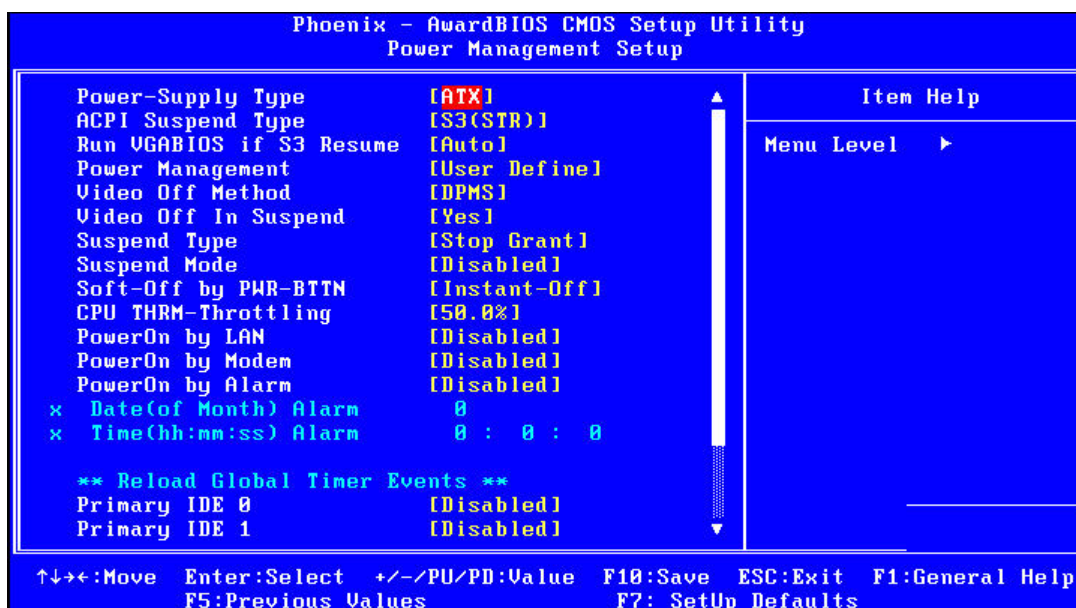 Phoenix - AwardBIOS CMOS Setup Utility
Power Management Setup
Power-Supply Type [ATX]
ACPI Suspend Type [S3(STR)]
Run VGABIOS if S3 Resume [Auto]
Power Management [User Define]
Video Off Method [DPMS]
Video Off In Suspend [Yes]
Suspend Type [Stop Grant]
Suspend Mode [Disabled]
Soft-Off by PWR-BTTN [Instant-Off]
CPU THRM-Throttling [50.0%]
PowerOn by LAN [Disabled]
PowerOn by Modem [Disabled]
PowerOn by Alarm [Disabled]
x Date(of Month) Alarm 0
x Time(hh:mm:ss) Alarm 0 : 0 : 0
** Reload Global Timer Events **
Primary IDE 0 [Disabled]
Primary IDE 1 [Disabled]
Item Help
Menu Level ►
↑↓→←:Move Enter:Select +/-/PU/PD:Value F10:Save ESC:Exit F1:General Help
F5:Previous Values F7: SetUp Defaults